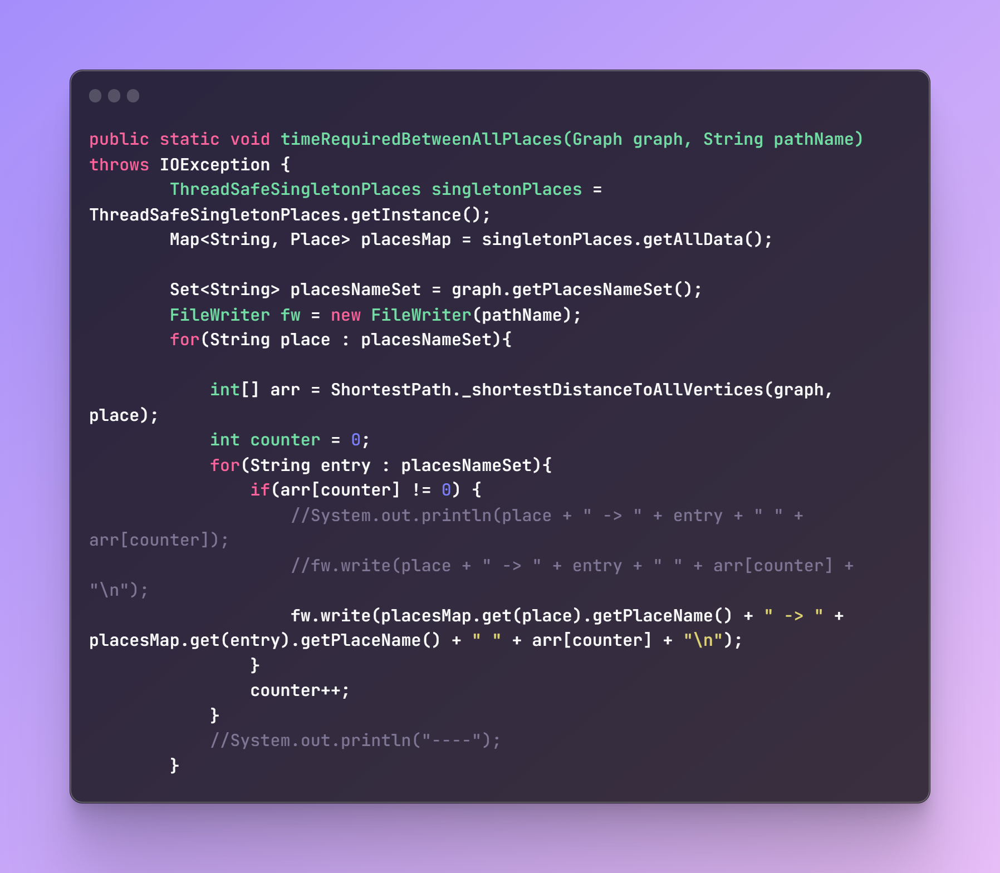 public static void timeRequiredBetweenAllPlaces(Graph graph, String pathName)
throws IOException {
        ThreadSafeSingletonPlaces singletonPlaces =
ThreadSafeSingletonPlaces.getInstance();
        Map<String, Place> placesMap = singletonPlaces.getAllData();

        Set<String> placesNameSet = graph.getPlacesNameSet();
        FileWriter fw = new FileWriter(pathName);
        for(String place : placesNameSet){

            int[] arr = ShortestPath._shortestDistanceToAllVertices(graph,
place);
            int counter = 0;
            for(String entry : placesNameSet){
                if(arr[counter] != 0) {
                    //System.out.println(place + " -> " + entry + " " +
arr[counter]);
                    //fw.write(place + " -> " + entry + " " + arr[counter] +
"\n");
                    fw.write(placesMap.get(place).getPlaceName() + " -> " +
placesMap.get(entry).getPlaceName() + " " + arr[counter] + "\n");
                }
                counter++;
            }
            //System.out.println("----");
        }